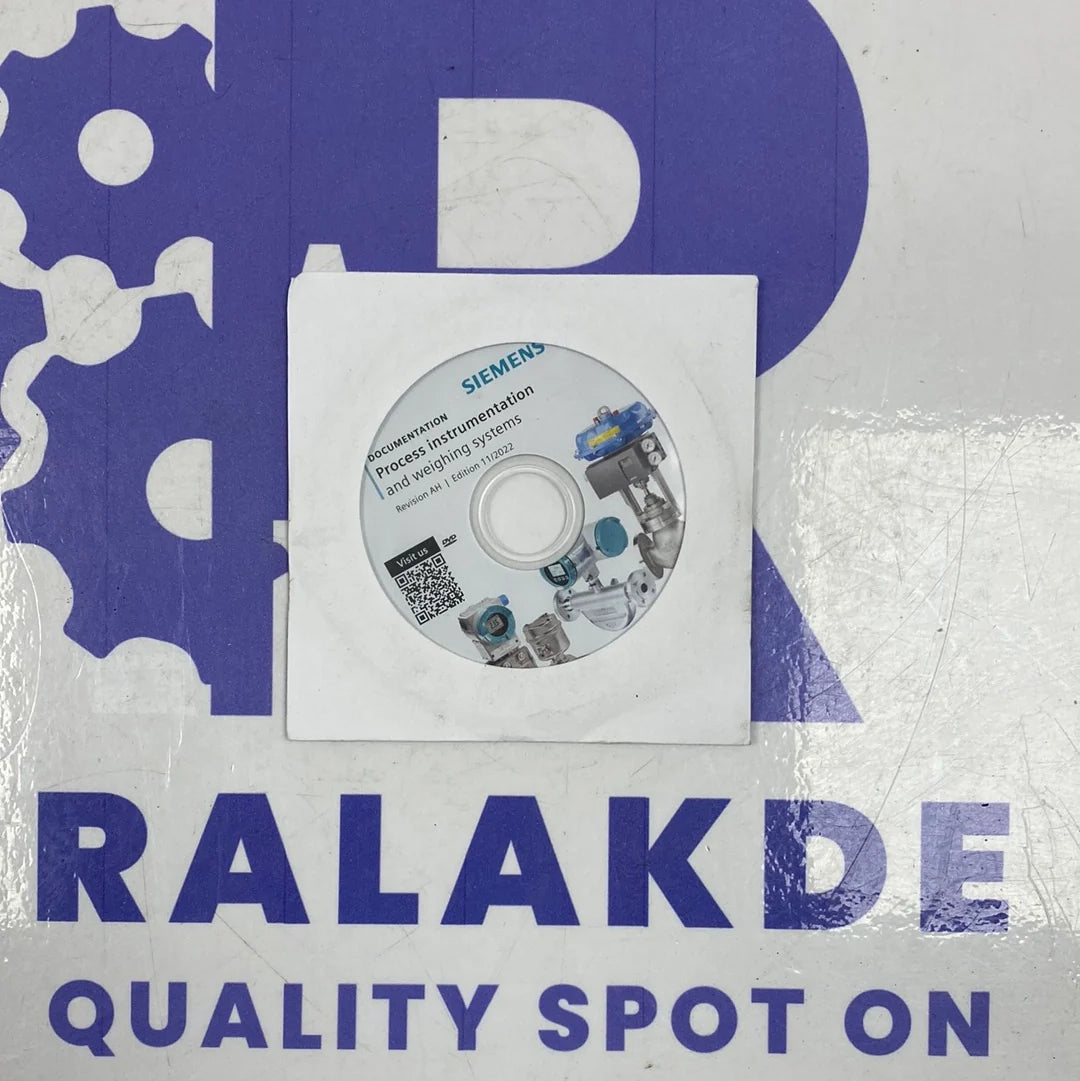 SIEMENS
DOCUMENTATION
Process instrumentation
and weighing systems
Revision AH | Edition 11/2022
Visit us
DVD
RALAKDE
QUALITY SPOT ON